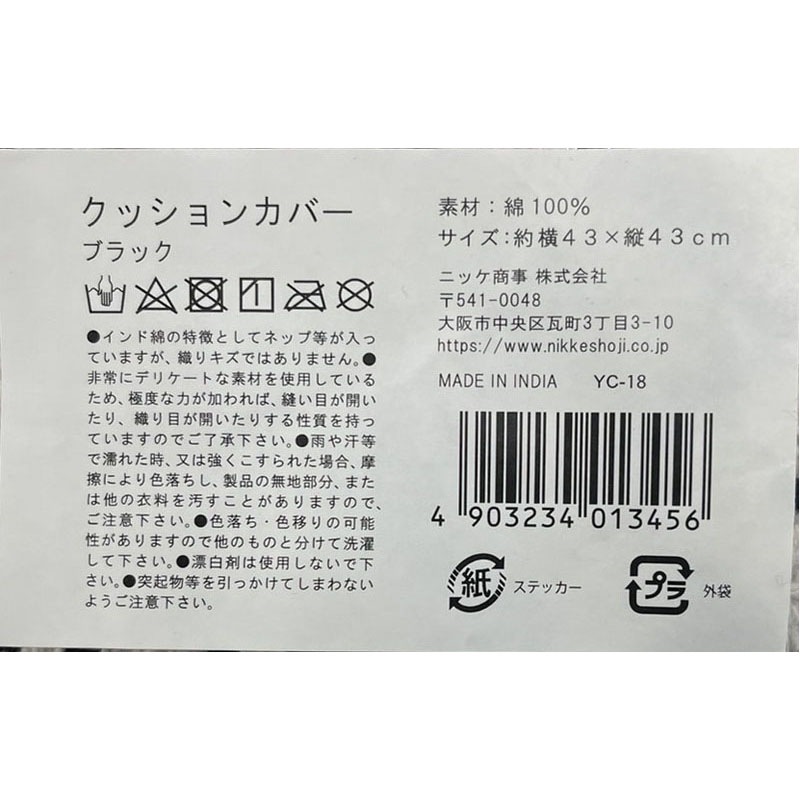 クッションカバー
ブラック
●インド綿の特徴としてネップ等が入っ
ていますが、織りキズではありません。●
非常にデリケートな素材を使用している
ため、極度な力が加われば、縫い目が開い
たり、織り目が開いたりする性質を持っ
ていますのでご了承下さい。●雨や汗等
で濡れた時、又は強くこすられた場合、摩
擦により色落ちし、製品の無地部分、また
は他の衣料を汚すことがありますので、
ご注意下さい。●色落ち・色移りの可能
性がありますので他のものと分けて洗濯
して下さい。●漂白剤は使用しないで下
さい。●突起物等を引っかけてしまわない
ようご注意下さい。
素材：綿100%
サイズ：約横43×縦43cm
ニッケ商事 株式会社
〒541-0048
大阪市中央区瓦町3丁目3-10
https://www.nikkeshoji.co.jp
MADE IN INDIA YC-18
4 903234 013456
紙 ステッカー
プラ 外袋